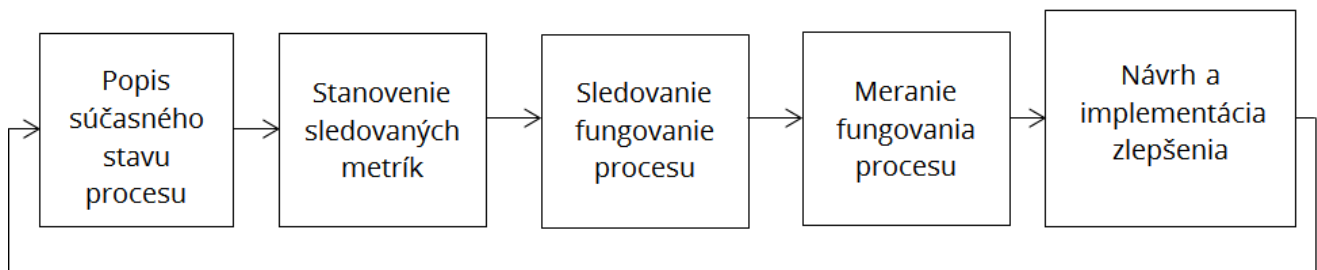 Popis
súčasného
stavu
procesu
Stanovenie
sledovaných
metrík
Sledovanie
fungovanie
procesu
Meranie
fungovania
procesu
Návrh a
implementácia
zlepšenia